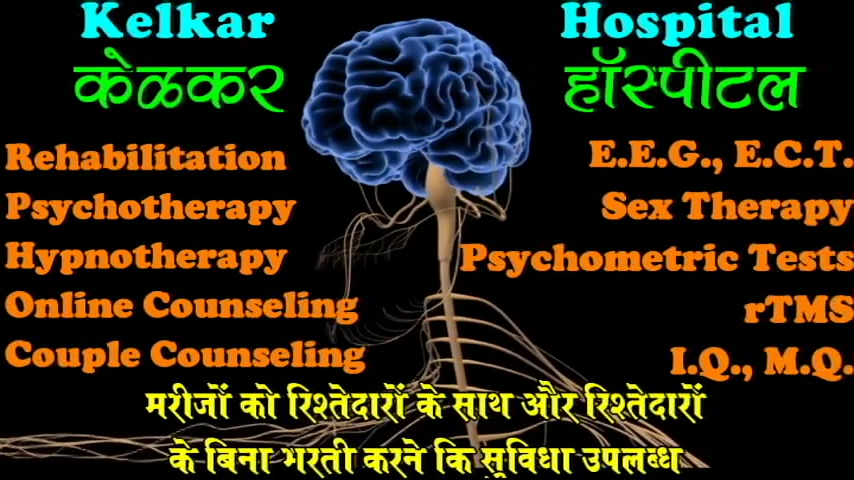 Kelkar Hospital
केळकर हॉस्पीटल
Rehabilitation
Psychotherapy
Hypnotherapy
Online Counseling
Couple Counseling
E.E.G., E.C.T.
Sex Therapy
Psychometric Tests
rTMS
I.Q., M.Q.
मरीजों को रिश्तेदारों के साथ और रिश्तेदारों
के बिना भरती करने कि सुविधा उपलब्ध